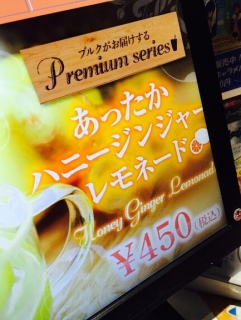 ブルクがお届けする
Premium series
あったか
ハニージンジャー
レモネード
Honey Ginger Lemonade
¥450(税込)